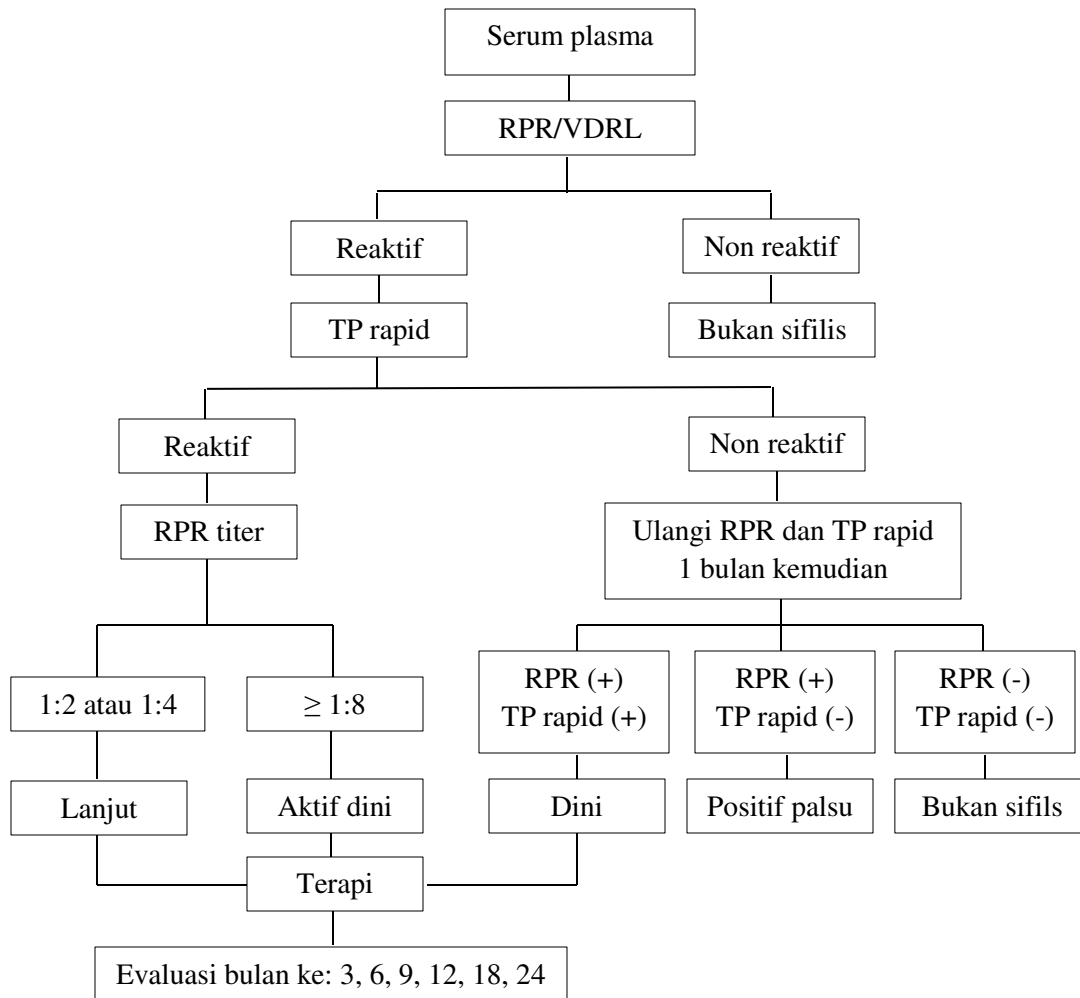 Serum plasma
RPR/VDRL
Reaktif
Non reaktif
TP rapid
Bukan sifilis
Reaktif
Non reaktif
RPR titer
Ulangi RPR dan TP rapid
1 bulan kemudian
1:2 atau 1:4
≥ 1:8
RPR (+)
TP rapid (+)
RPR (+)
TP rapid (-)
RPR (-)
TP rapid (-)
Lanjut
Aktif dini
Dini
Positif palsu
Bukan sifils
Terapi
Evaluasi bulan ke: 3, 6, 9, 12, 18, 24